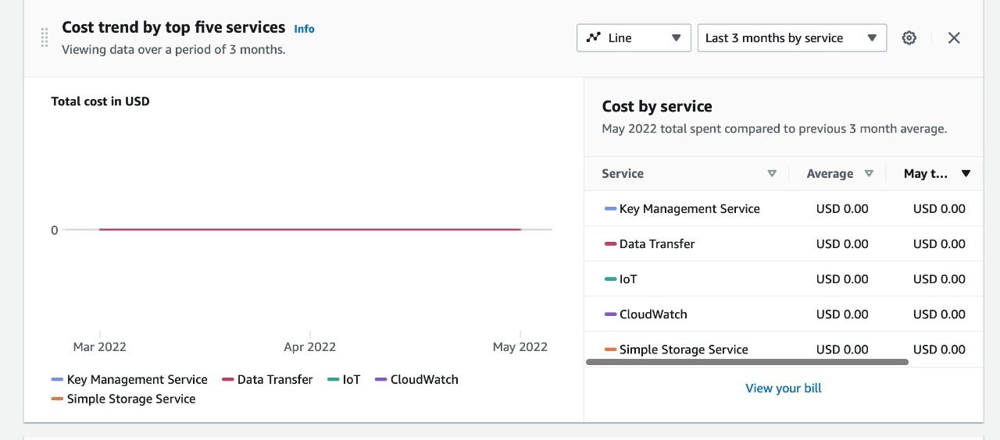 Cost trend by top five services Info
Viewing data over a period of 3 months.
Line
Last 3 months by service
Total cost in USD
0
Mar 2022 Apr 2022 May 2022
Key Management Service Data Transfer IoT CloudWatch
Simple Storage Service
Cost by service
May 2022 total spent compared to previous 3 month average.
Service Average May t...
Key Management Service USD 0.00 USD 0.00
Data Transfer USD 0.00 USD 0.00
IoT USD 0.00 USD 0.00
CloudWatch USD 0.00 USD 0.00
Simple Storage Service USD 0.00 USD 0.00
View your bill